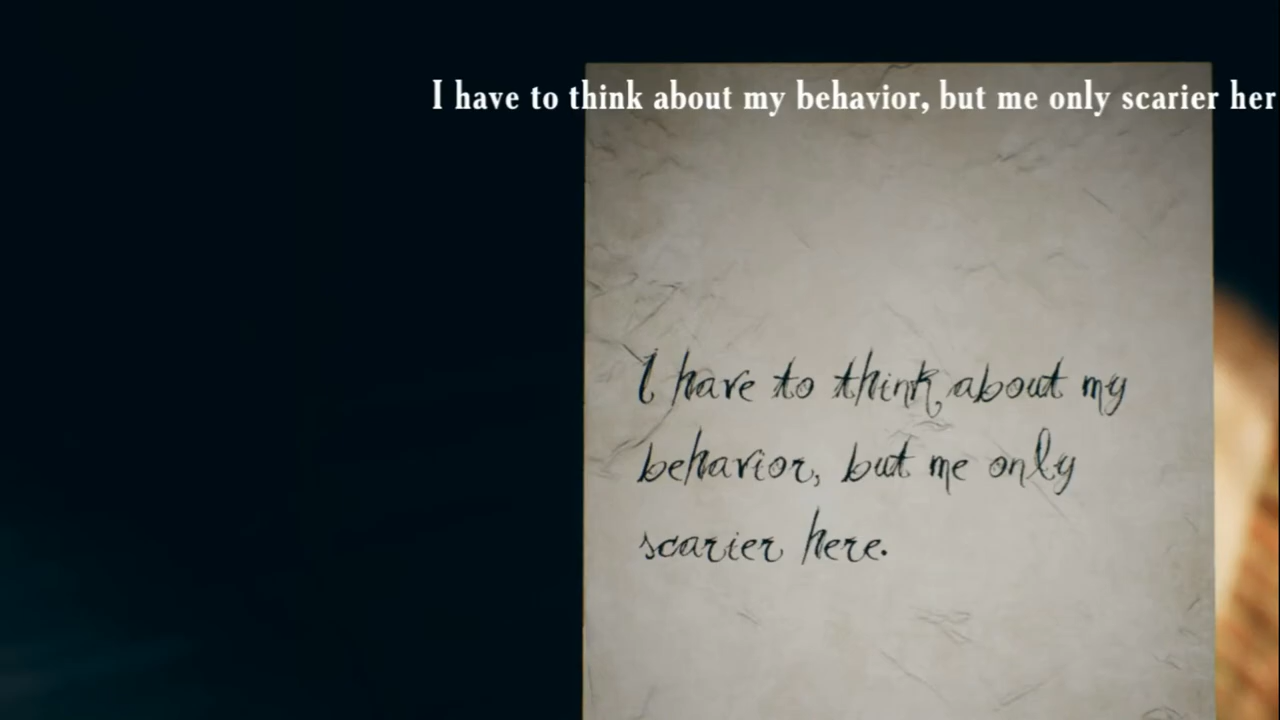 I have to think about my behavior, but me only scarier her
I have to think about my
behavior, but me only
scarier here.